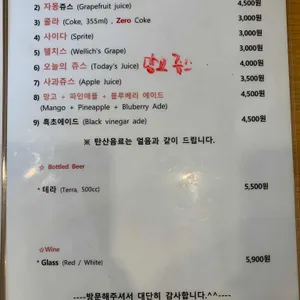 2) 자몽쥬스 (Grapefruit juice) 4,500원
3) 콜라 (Coke, 355ml) , Zero Coke 3,000원
4) 사이다 (Sprite) 3,000원
5) 웰치스 (Wellich's Grape) 3,000원
6) 오늘의 쥬스 (Today's Juice) 망고 쥬스 4,000원
7) 사과쥬스 (Apple Juice) 3,500원
8) 망고 + 파인애플 + 블루베리 에이드 4,500원
(Mango + Pineapple + Bluberry Ade)
9) 흑초에이드 (Black vinegar ade) 4,500원
※ 탄산음료는 얼음과 같이 드립니다.
☆ Bottled Beer
* 테라 (Terra, 500cc) 5,500원
☆Wine
* Glass (Red / White) 5,900원
----방문해주셔서 대단히 감사합니다.^^----